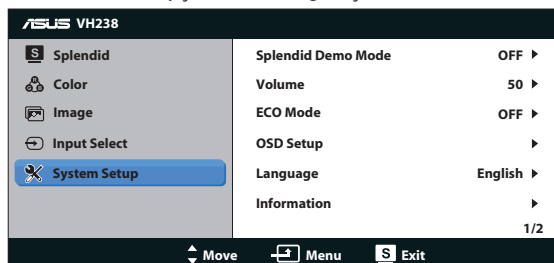 ASUS VH238
S Splendid
Color
Image
Input Select
System Setup
Splendid Demo Mode OFF
Volume 50
ECO Mode OFF
OSD Setup
Language English
Information
1/2
Move Menu S Exit